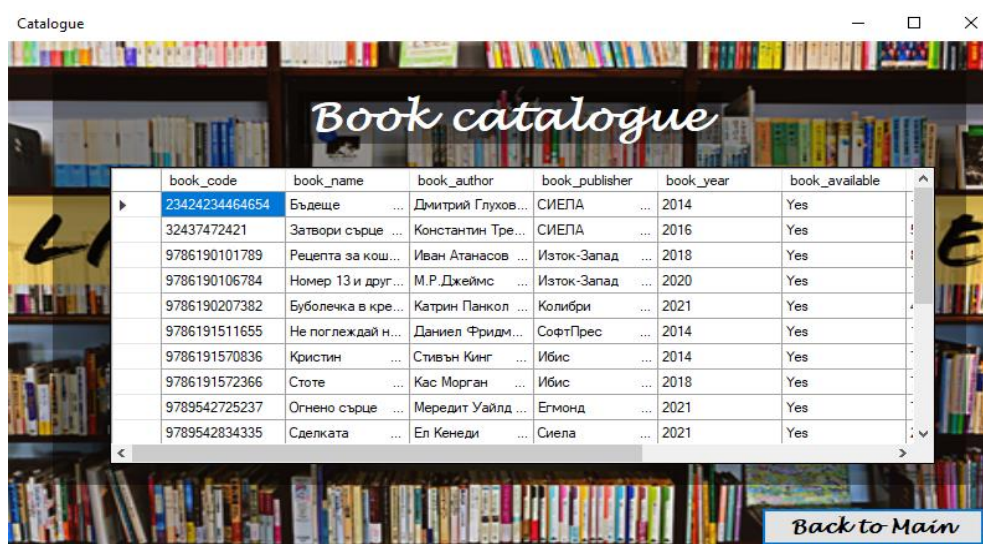 Catalogue
Book catalogue
book_code book_name book_author book_publisher book_year book_available
23424234464654 Бъдеще ... Дмитрий Глухов... СИЕЛА ... 2014 Yes
32437472421 Затвори сърце ... Константин Тре... СИЕЛА ... 2016 Yes
9786190101789 Рецепта за кош... Иван Атанасов ... Изток-Запад ... 2018 Yes
9786190106784 Номер 13 и друг... М.Р.Джеймс ... Изток-Запад ... 2020 Yes
9786190207382 Буболечка в кре... Катрин Панкол ... Колибри ... 2021 Yes
9786191511655 Не поглеждай н... Даниел Фридм... СофтПрес ... 2014 Yes
9786191570836 Кристин ... Стивън Кинг ... Ибис ... 2014 Yes
9786191572366 Стоте ... Кас Морган ... Ибис ... 2018 Yes
9789542725237 Огнено сърце ... Мередит Уайлд ... Егмонд ... 2021 Yes
9789542834335 Сделката ... Ел Кенеди ... Сиела ... 2021 Yes
Back to Main